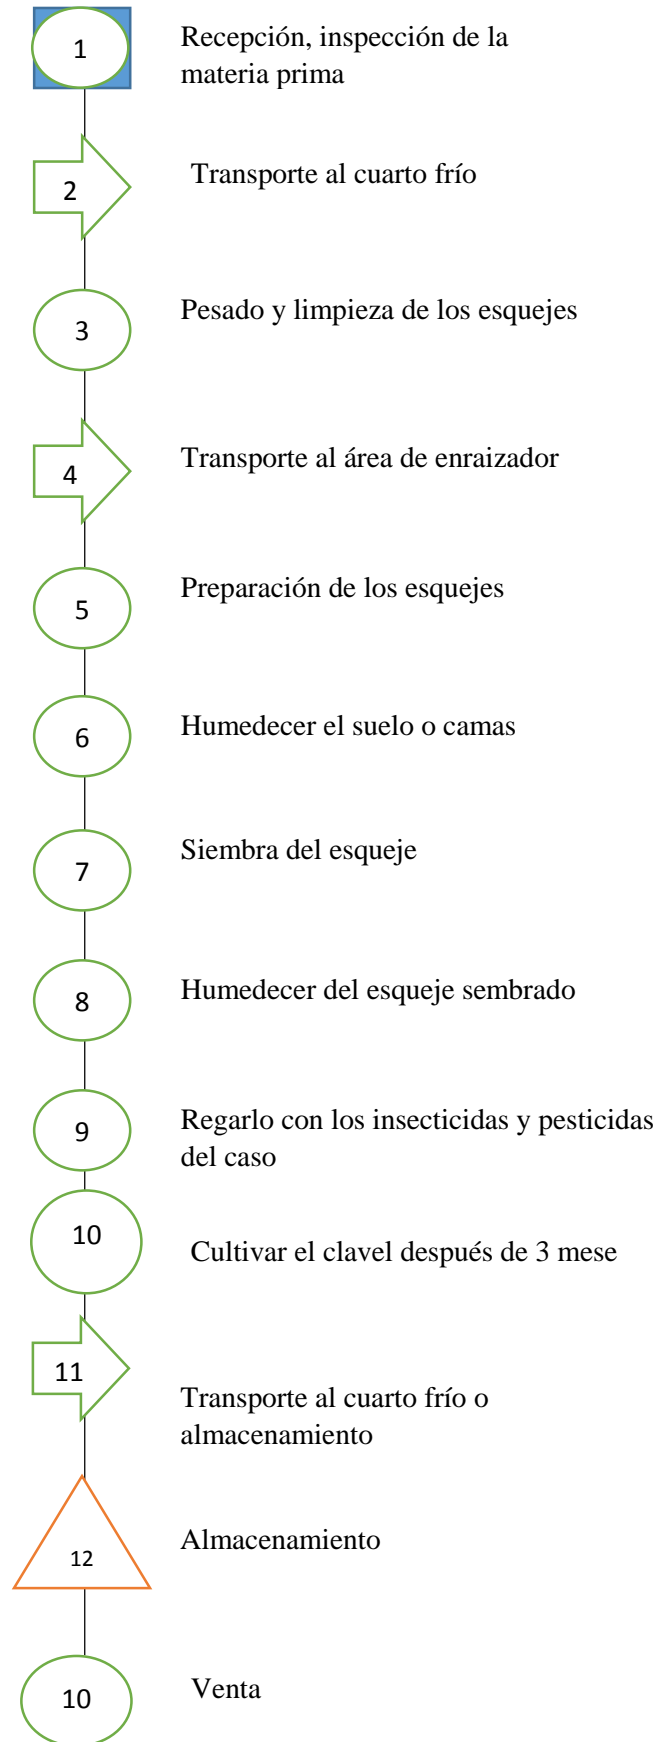 1
Recepción, inspección de la
materia prima
2
Transporte al cuarto frío
3
Pesado y limpieza de los esquejes
4
Transporte al área de enraizador
5
Preparación de los esquejes
6
Humedecer el suelo o camas
7
Siembra del esqueje
8
Humedecer del esqueje sembrado
9
Regarlo con los insecticidas y pesticidas
del caso
10
Cultivar el clavel después de 3 mese
11
Transporte al cuarto frío o
almacenamiento
12
Almacenamiento
10
Venta